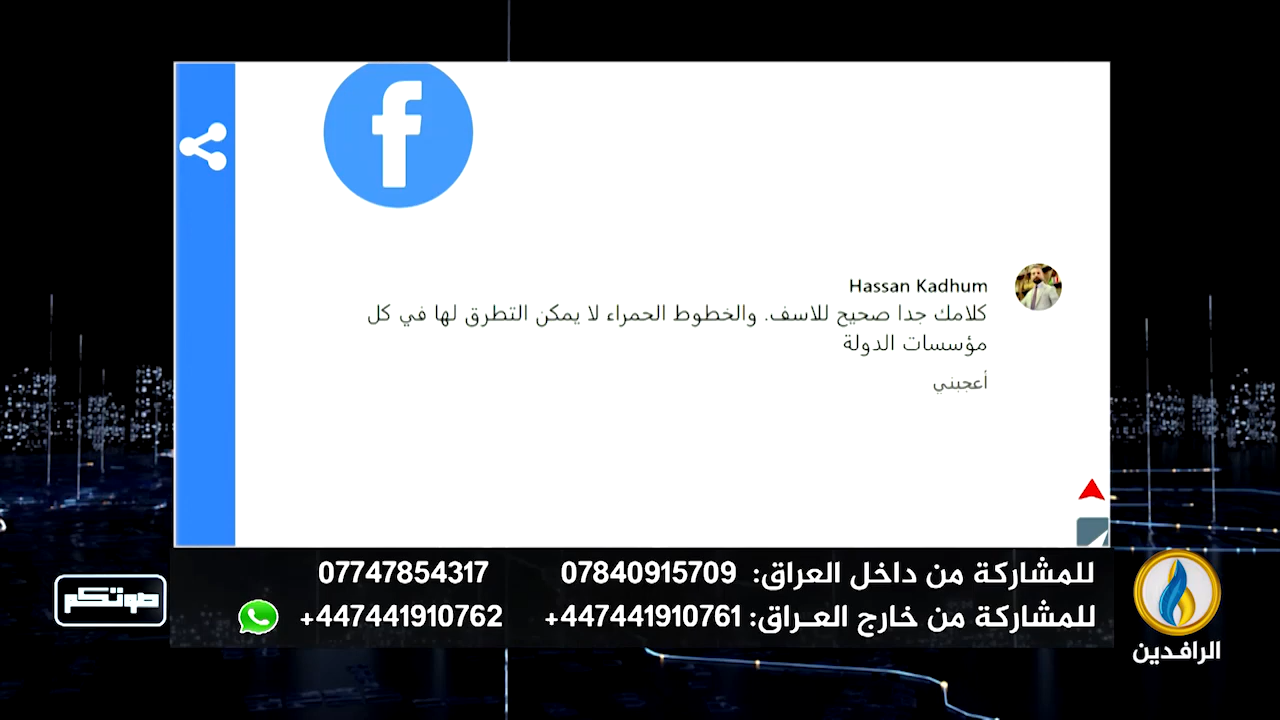 Hassan Kadhum
كلامك جدا صحيح للاسف. والخطوط الحمراء لا يمكن التطرق لها في كل
مؤسسات الدولة
أعجبني
للمشاركة من داخل العراق: 07840915709 07747854317
للمشاركة من خارج العـراق: 447441910761+ 447441910762+
صوتكم
الرافدين